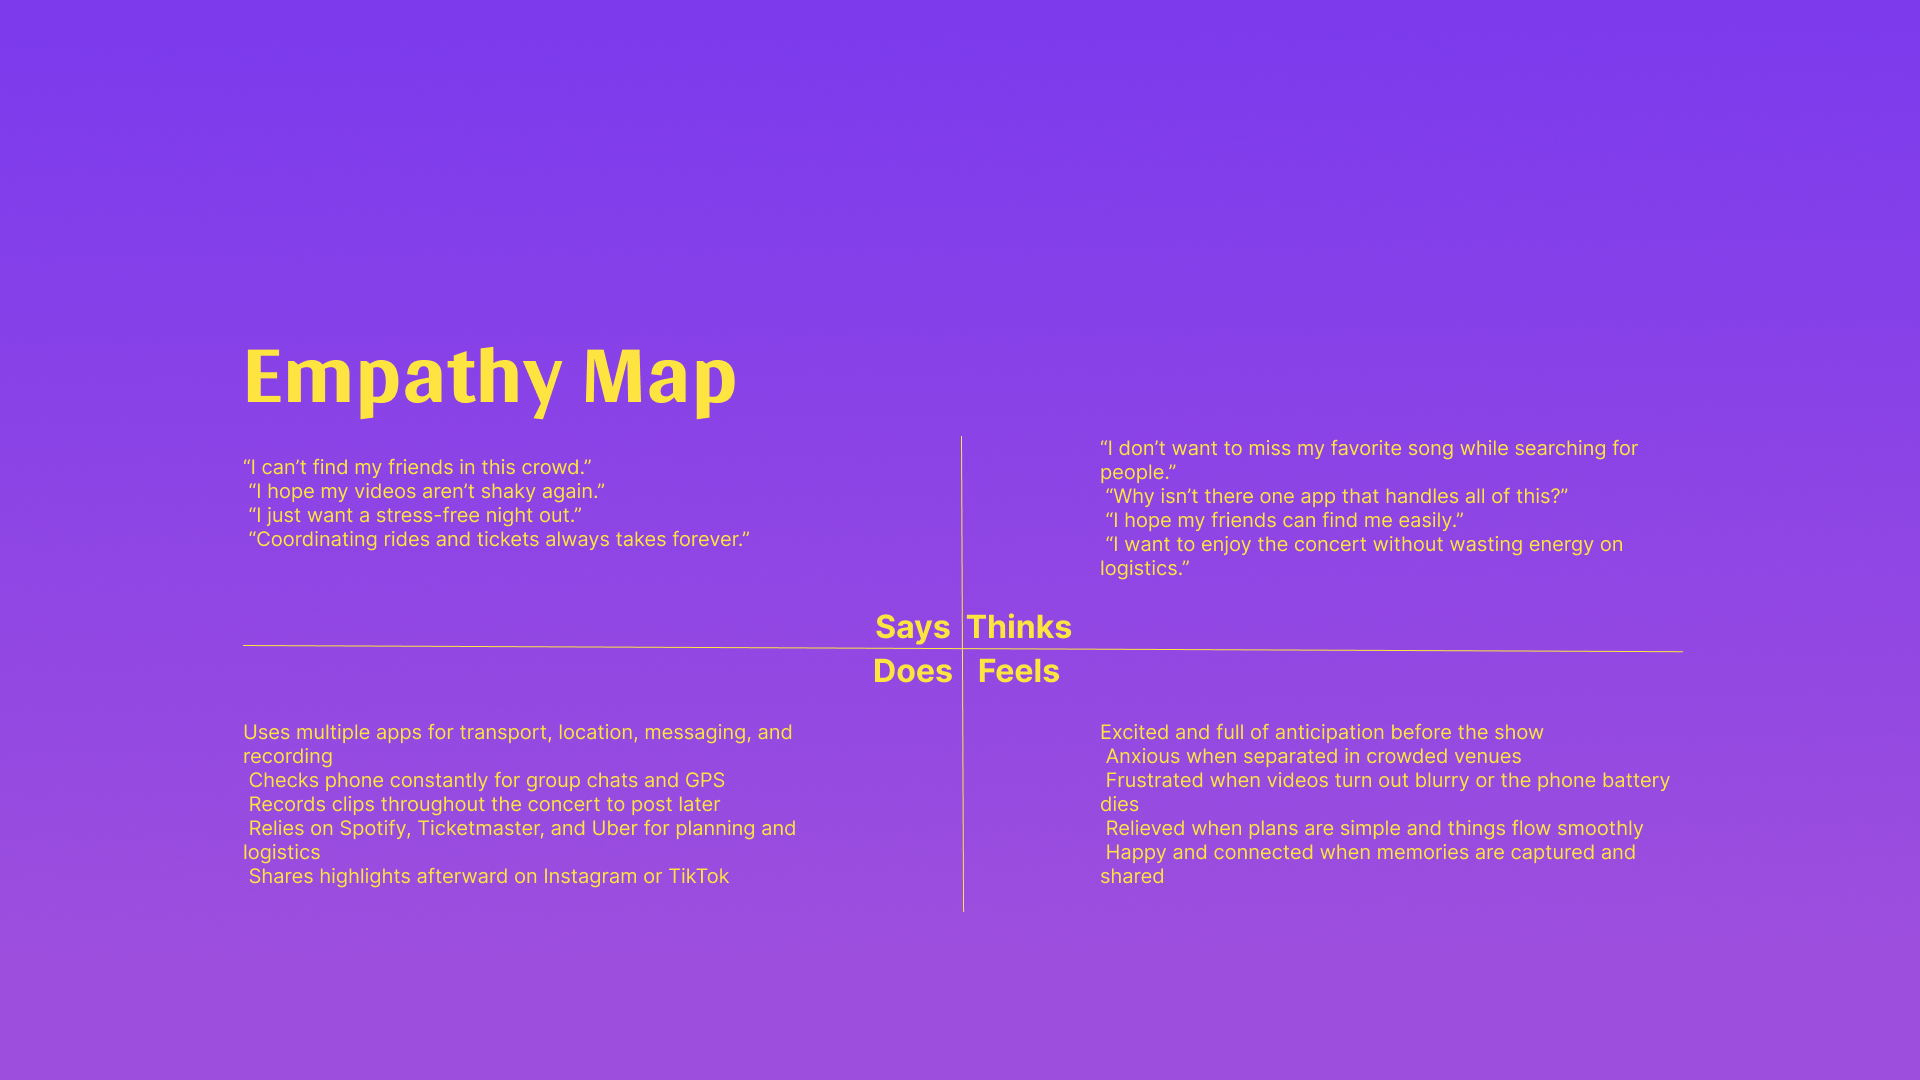 Empathy Map
“I can’t find my friends in this crowd.”
“I hope my videos aren’t shaky again.”
“I just want a stress-free night out.”
“Coordinating rides and tickets always takes forever.”
“I don’t want to miss my favorite song while searching for
people.”
“Why isn’t there one app that handles all of this?”
“I hope my friends can find me easily.”
“I want to enjoy the concert without wasting energy on
logistics.”
Says
Thinks
Does
Feels
Uses multiple apps for transport, location, messaging, and
recording
Checks phone constantly for group chats and GPS
Records clips throughout the concert to post later
Relies on Spotify, Ticketmaster, and Uber for planning and
logistics
Shares highlights afterward on Instagram or TikTok
Excited and full of anticipation before the show
Anxious when separated in crowded venues
Frustrated when videos turn out blurry or the phone battery
dies
Relieved when plans are simple and things flow smoothly
Happy and connected when memories are captured and
shared